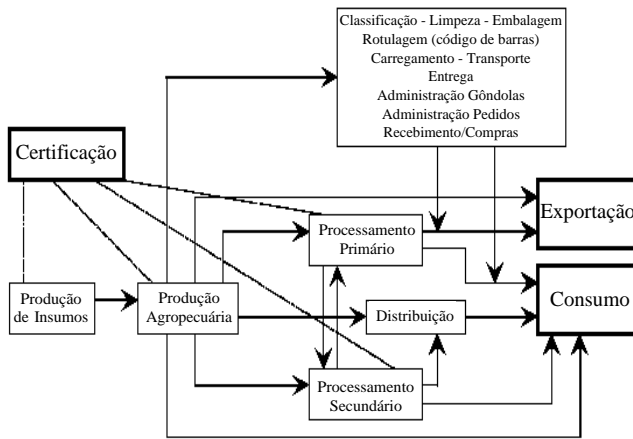 Classificação - Limpeza - Embalagem
Rotulagem (código de barras)
Carregamento - Transporte
Entrega
Administração Gôndolas
Administração Pedidos
Recebimento/Compras
Certificação
Exportação
Processamento
Primário
Produção
de Insumos
Produção
Agropecuária
Distribuição
Consumo
Processamento
Secundário